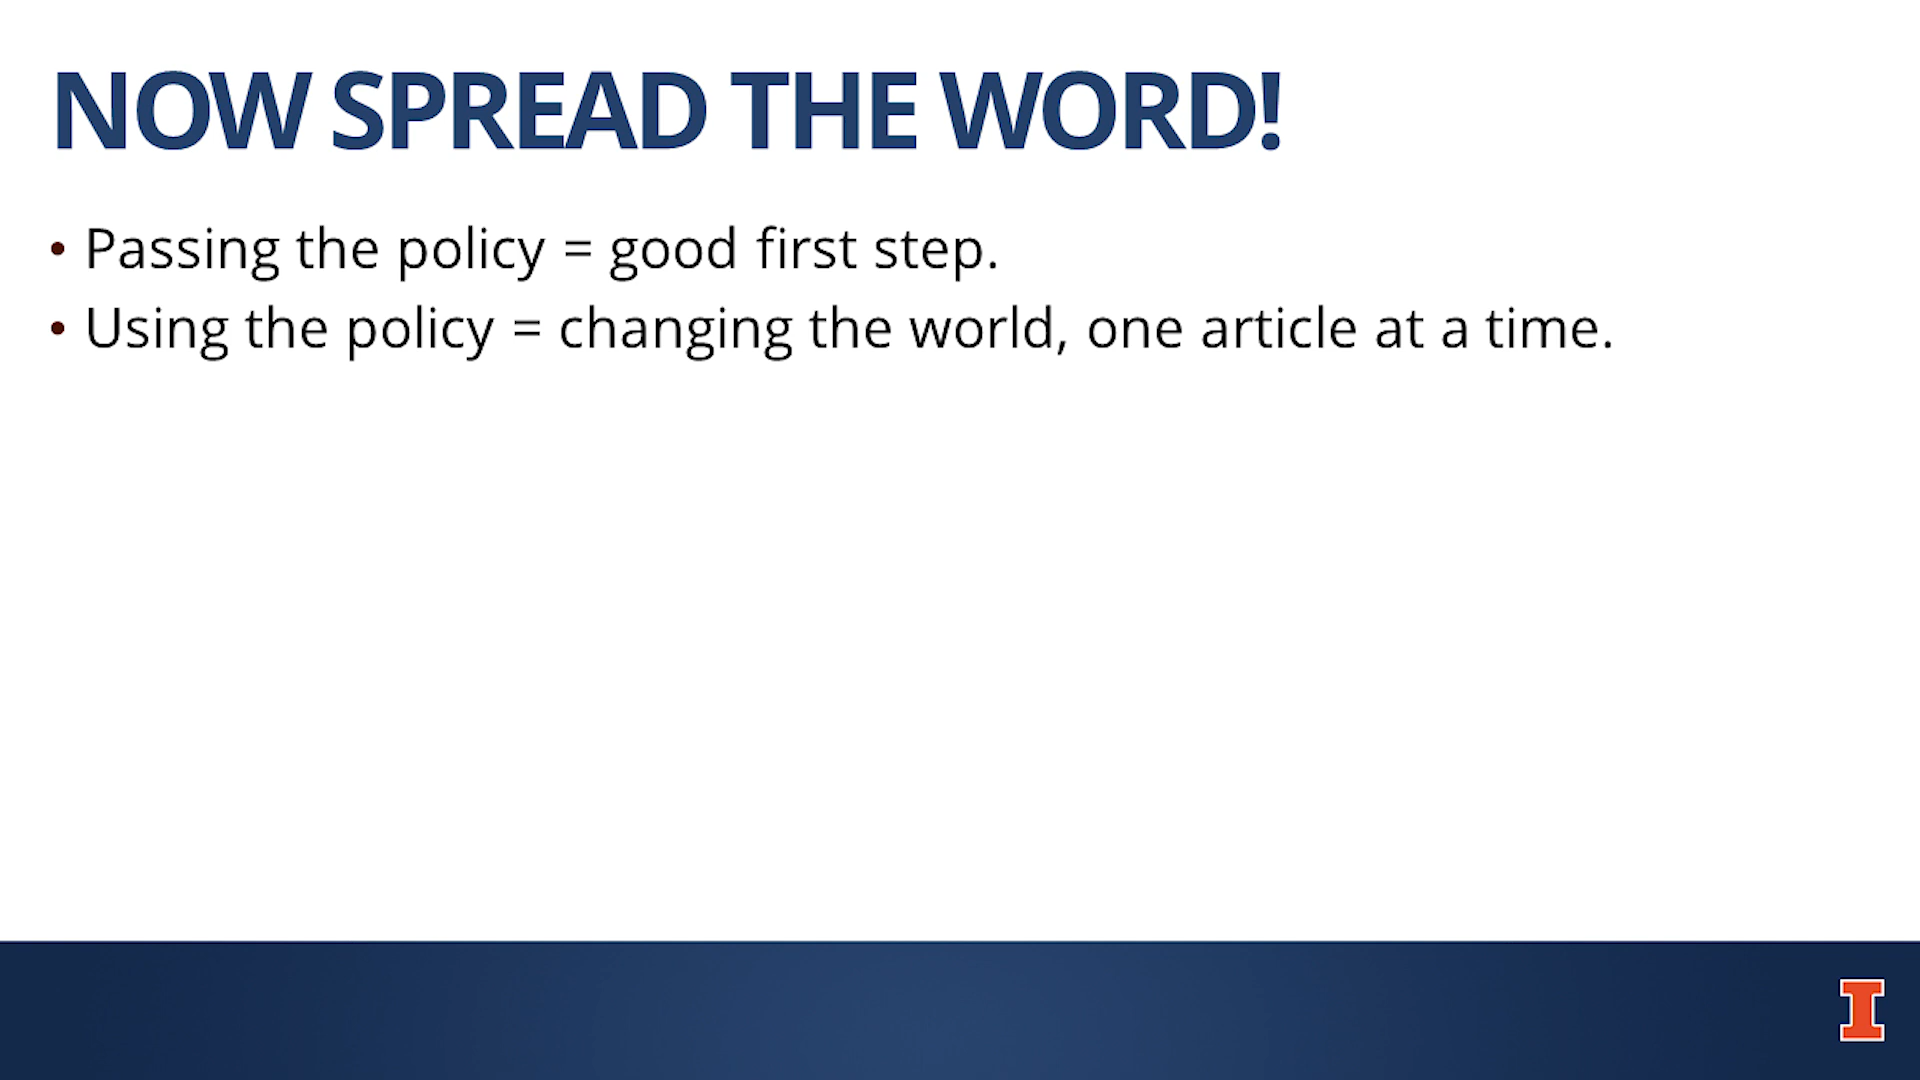 NOW SPREAD THE WORD!
• Passing the policy = good first step.
• Using the policy = changing the world, one article at a time.
I